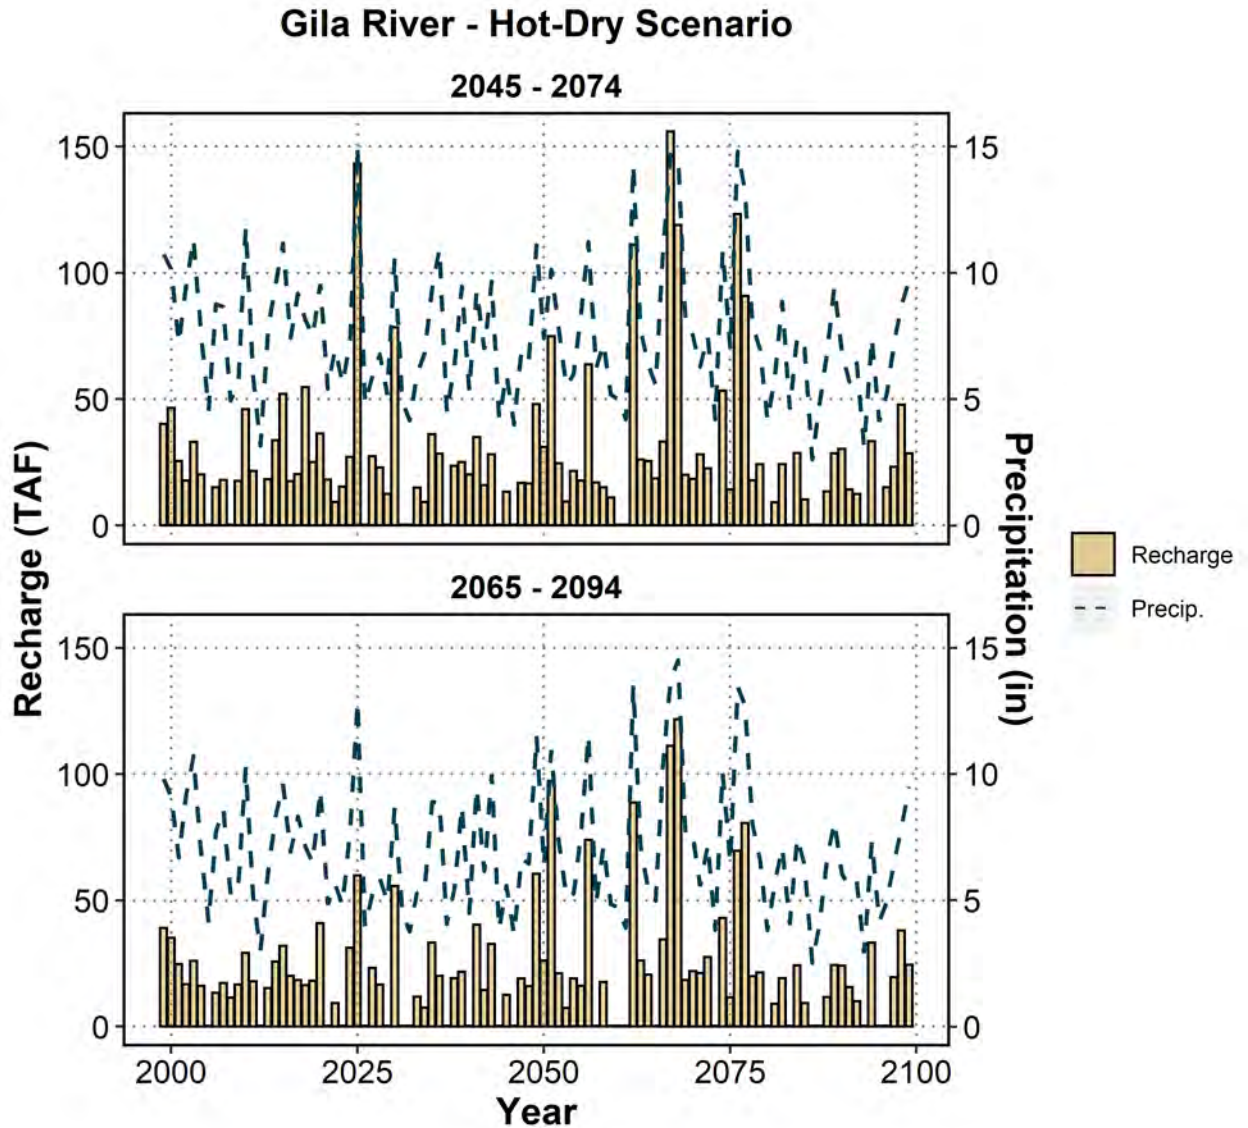 Gila River - Hot-Dry Scenario
2045 - 2074
150
100
50
0
15
10
5
0
Recharge (TAF)
Precipitation (in)
Recharge
Precip.
2065 - 2094
150
100
50
0
15
10
5
0
2000 2025 2050 2075 2100
Year